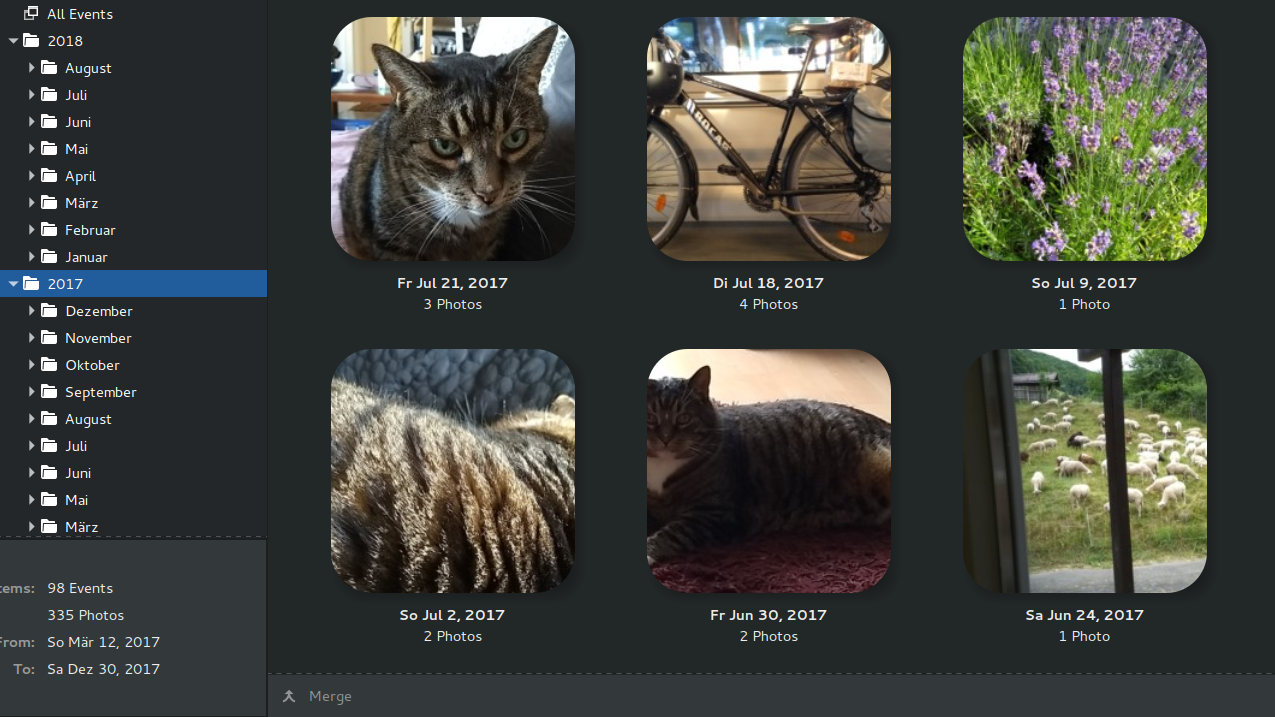 All Events
2018
August
Juli
Juni
Mai
April
März
Februar
Januar
2017
Dezember
November
Oktober
September
August
Juli
Juni
Mai
März
98 Events
335 Photos
From: So Mär 12, 2017
To: Sa Dez 30, 2017
Fr Jul 21, 2017
3 Photos
Di Jul 18, 2017
4 Photos
So Jul 9, 2017
1 Photo
So Jul 2, 2017
2 Photos
Fr Jun 30, 2017
2 Photos
Sa Jun 24, 2017
1 Photo
Merge